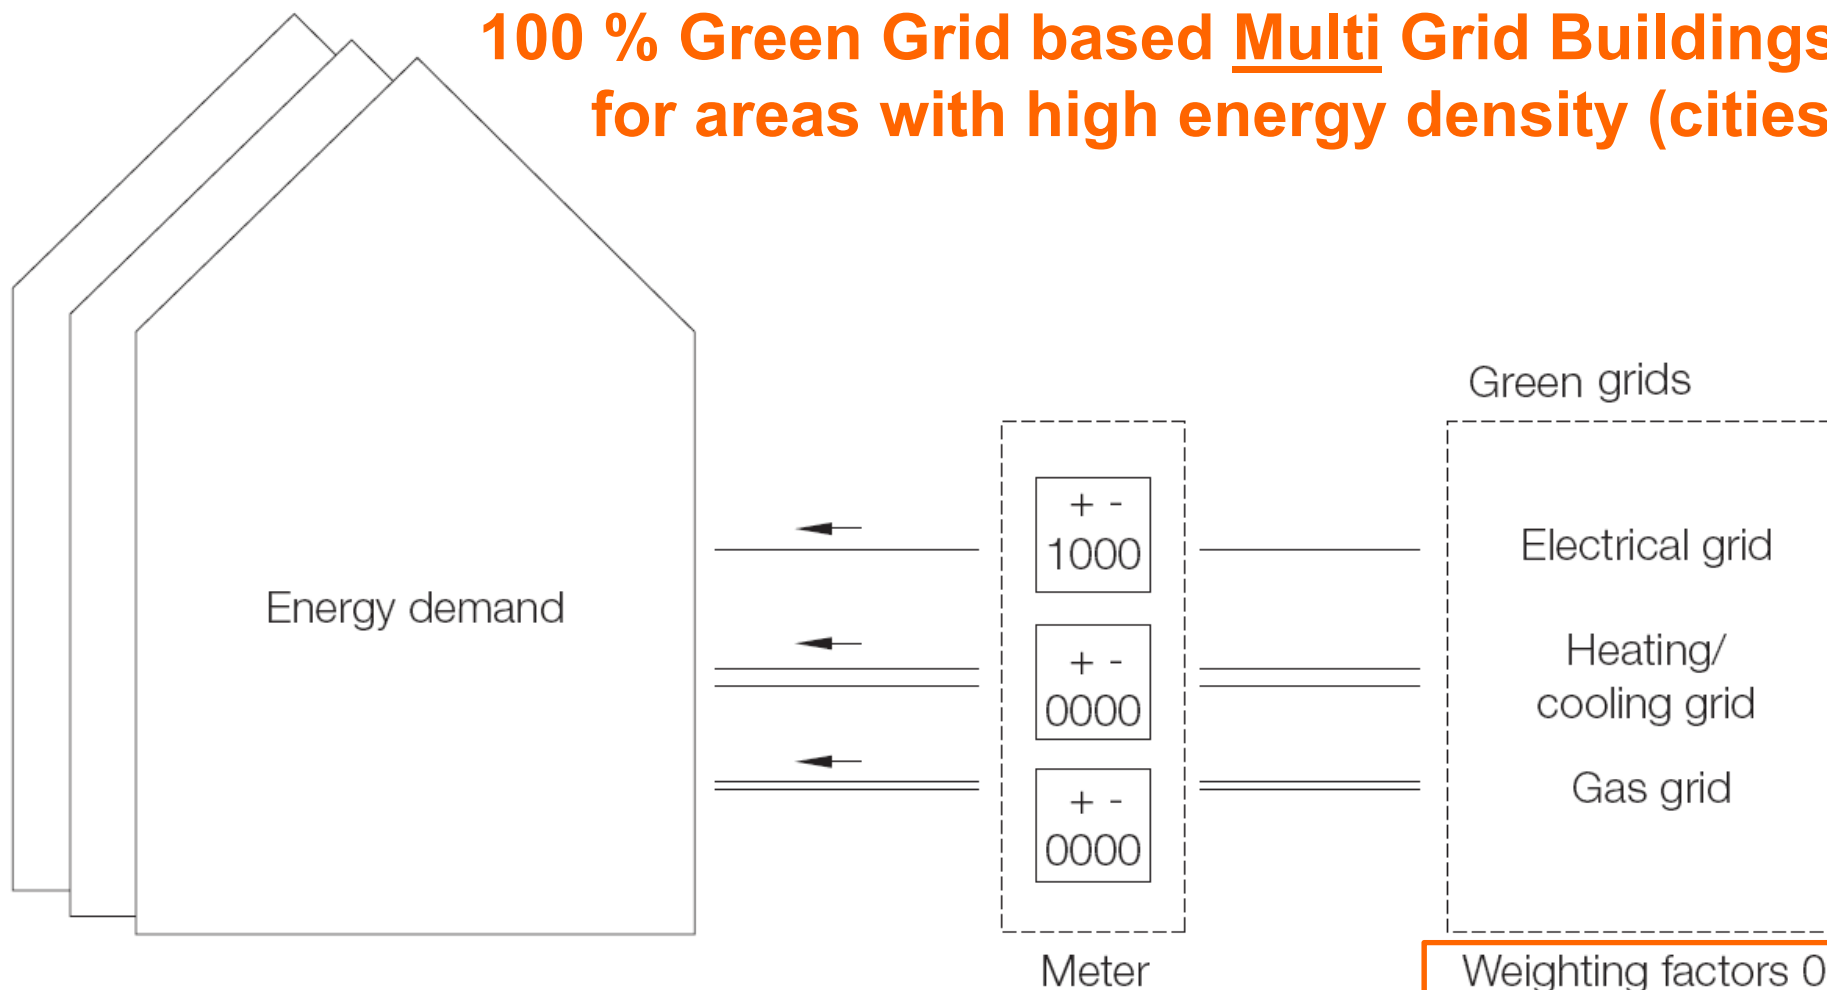 100 % Green Grid based Multi Grid Buildings
for areas with high energy density (cities
Green grids
+ -
1000
Electrical grid
Energy demand
+ -
0000
Heating/
cooling grid
+ -
0000
Gas grid
Meter
Weighting factors 0